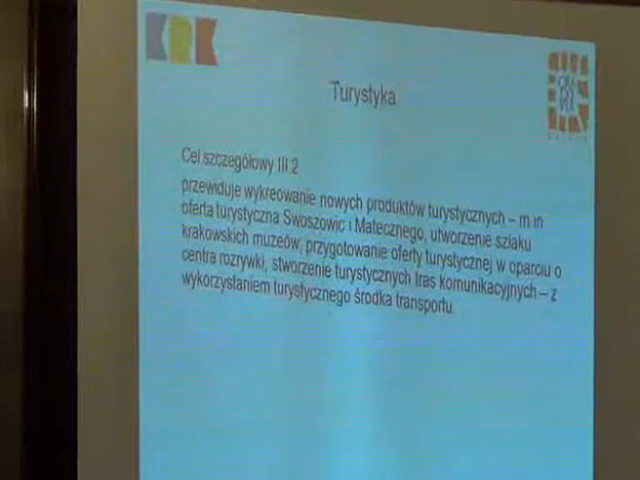 Turystyka
Cel szczegółowy III 2
przewiduje wykreowanie nowych produktów turystycznych – m in
oferta turystyczna Swoszowic i Matecznego, utworzenie szlaku
krakowskich muzeów, przygotowanie oferty turystycznej w oparciu o
centra rozrywki, stworzenie turystycznych tras komunikacyjnych – z
wykorzystaniem turystycznego środka transportu.